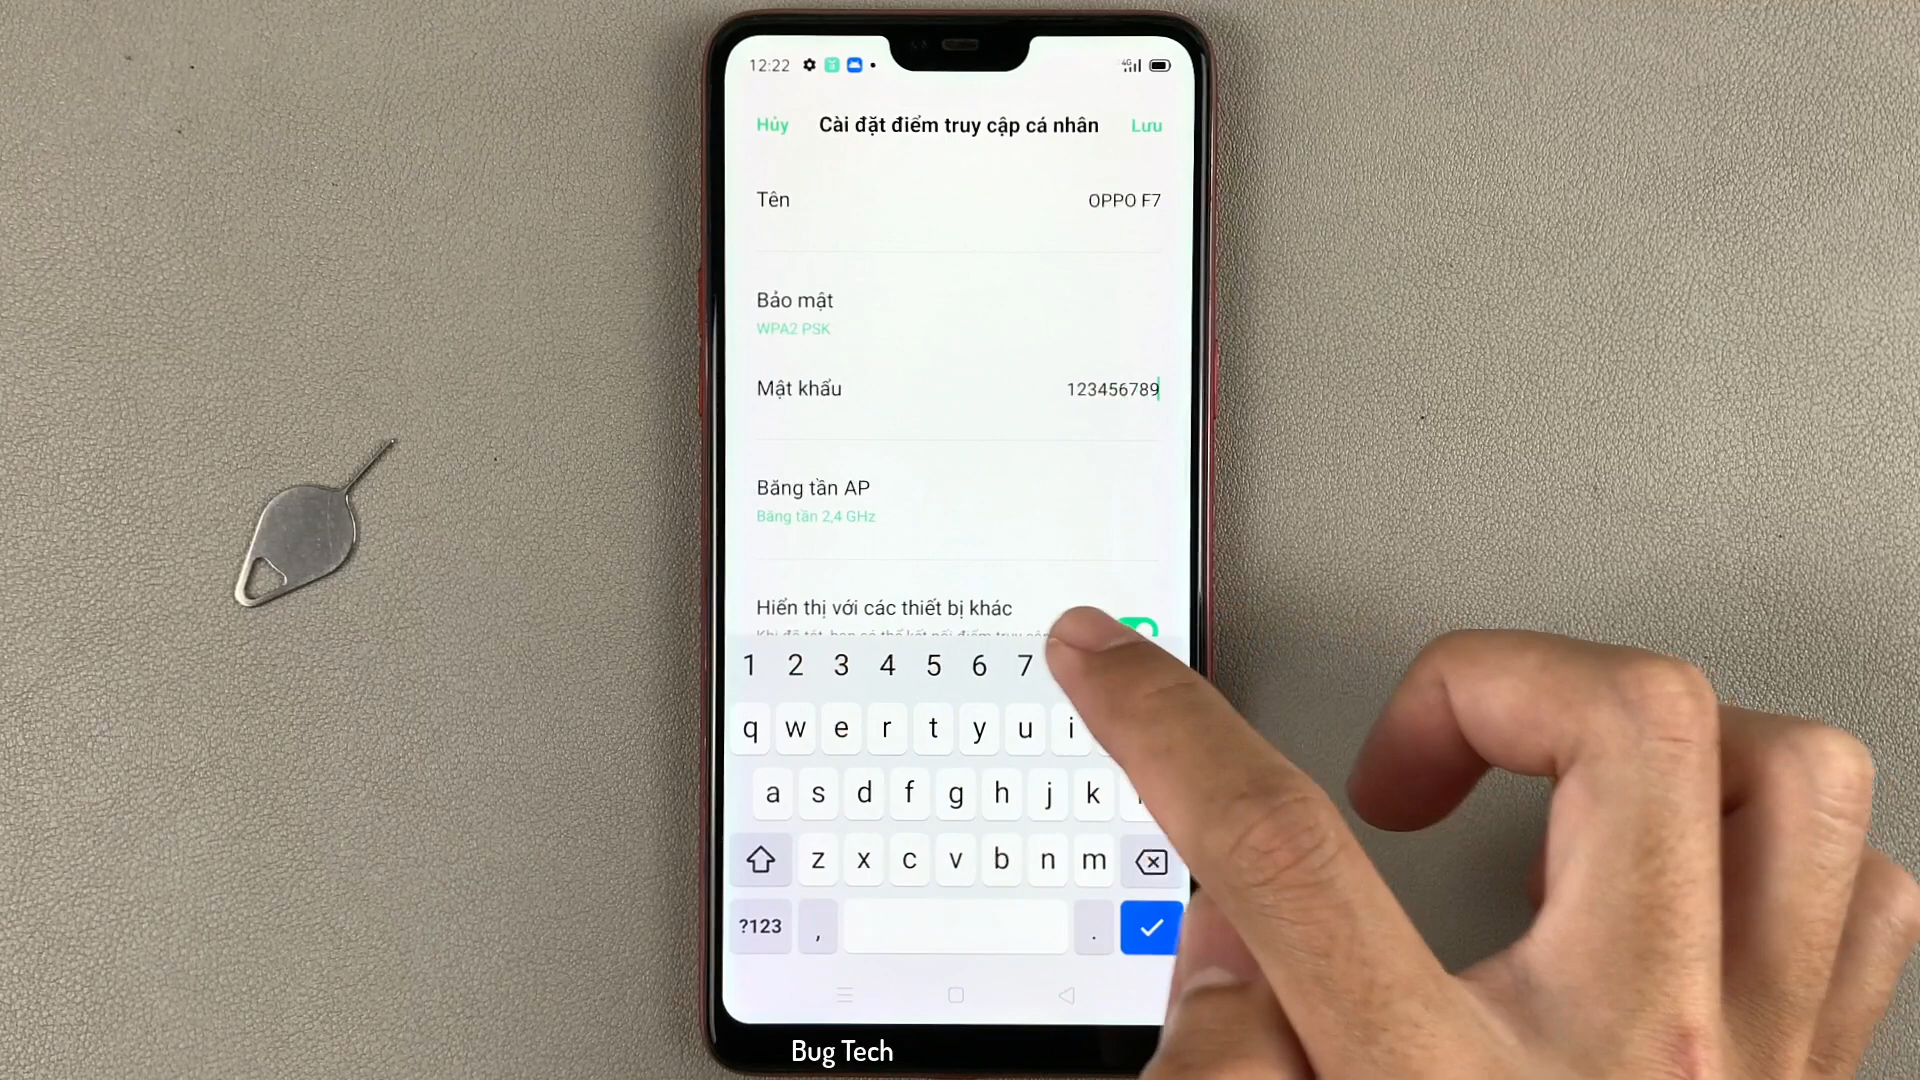 12:22
4G
Hủy Cài đặt điểm truy cập cá nhân Lưu
Tên OPPO F7
Bảo mật
WPA2 PSK
Mật khẩu 123456789
Băng tần AP
Băng tần 2,4 GHz
Hiển thị với các thiết bị khác
1 2 3 4 5 6 7
q w e r t y u i
a s d f g h j k
z x c v b n m
?123 , .
Bug Tech